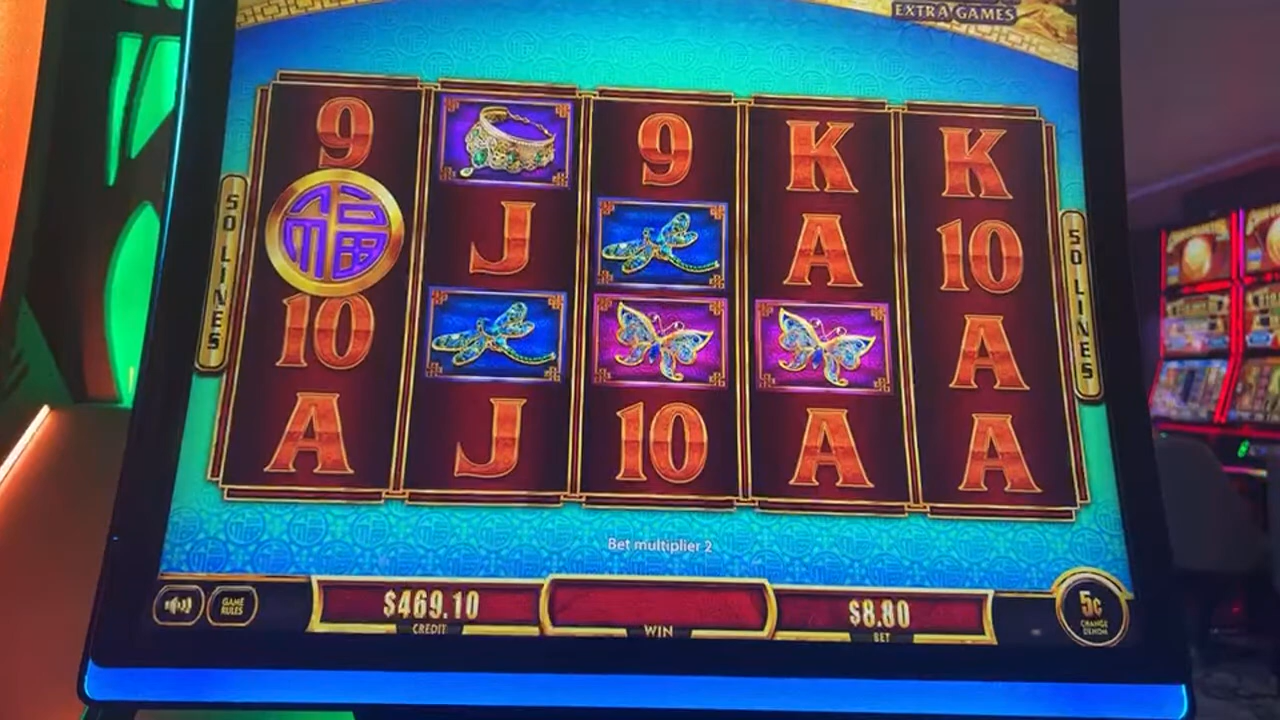 EXTRA GAMES
9
9
K
K
福
J
A
10
10
A
A
J
10
A
A
50 LINES
50 LINES
Bet multiplier 2
GAME
RULES
$469.10
CREDIT
WIN
$8.80
BET
5¢
CHANGE
DENOM